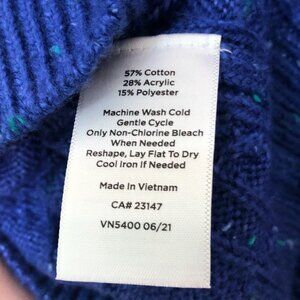 57% Cotton
28% Acrylic
15% Polyester
Machine Wash Cold
Gentle Cycle
Only Non-Chlorine Bleach
When Needed
Reshape, Lay Flat To Dry
Cool Iron If Needed
Made in Vietnam
CA# 23147
VN5400 06/21